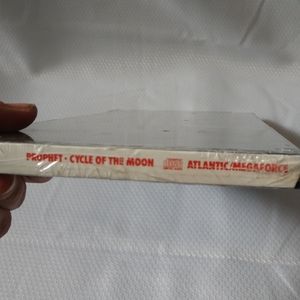 PROPHET · CYCLE OF THE MOON ATLANTIC/MEGAFORCE